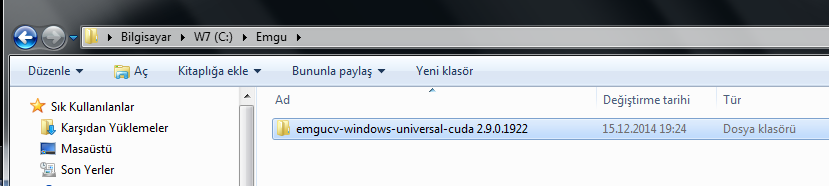 Bilgisayar W7 (C:) Emgu
Düzenle Aç Kitaplığa ekle Bununla paylaş Yeni klasör
Sık Kullanılanlar
Karşıdan Yüklemeler
Masaüstü
Son Yerler
Ad Değiştirme tarihi Tür
emgucv-windows-universal-cuda 2.9.0.1922 15.12.2014 19:24 Dosya klasörü